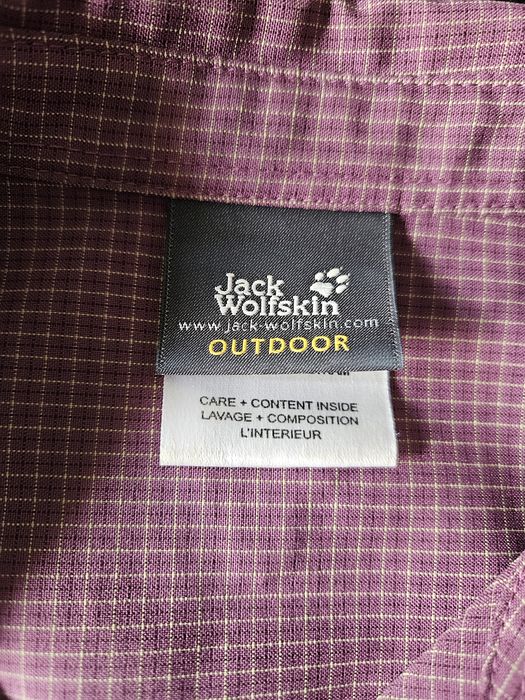 Jack
Wolfskin
www.jack-wolfskin.com
OUTDOOR
CARE + CONTENT INSIDE
LAVAGE + COMPOSITION
L'INTERIEUR